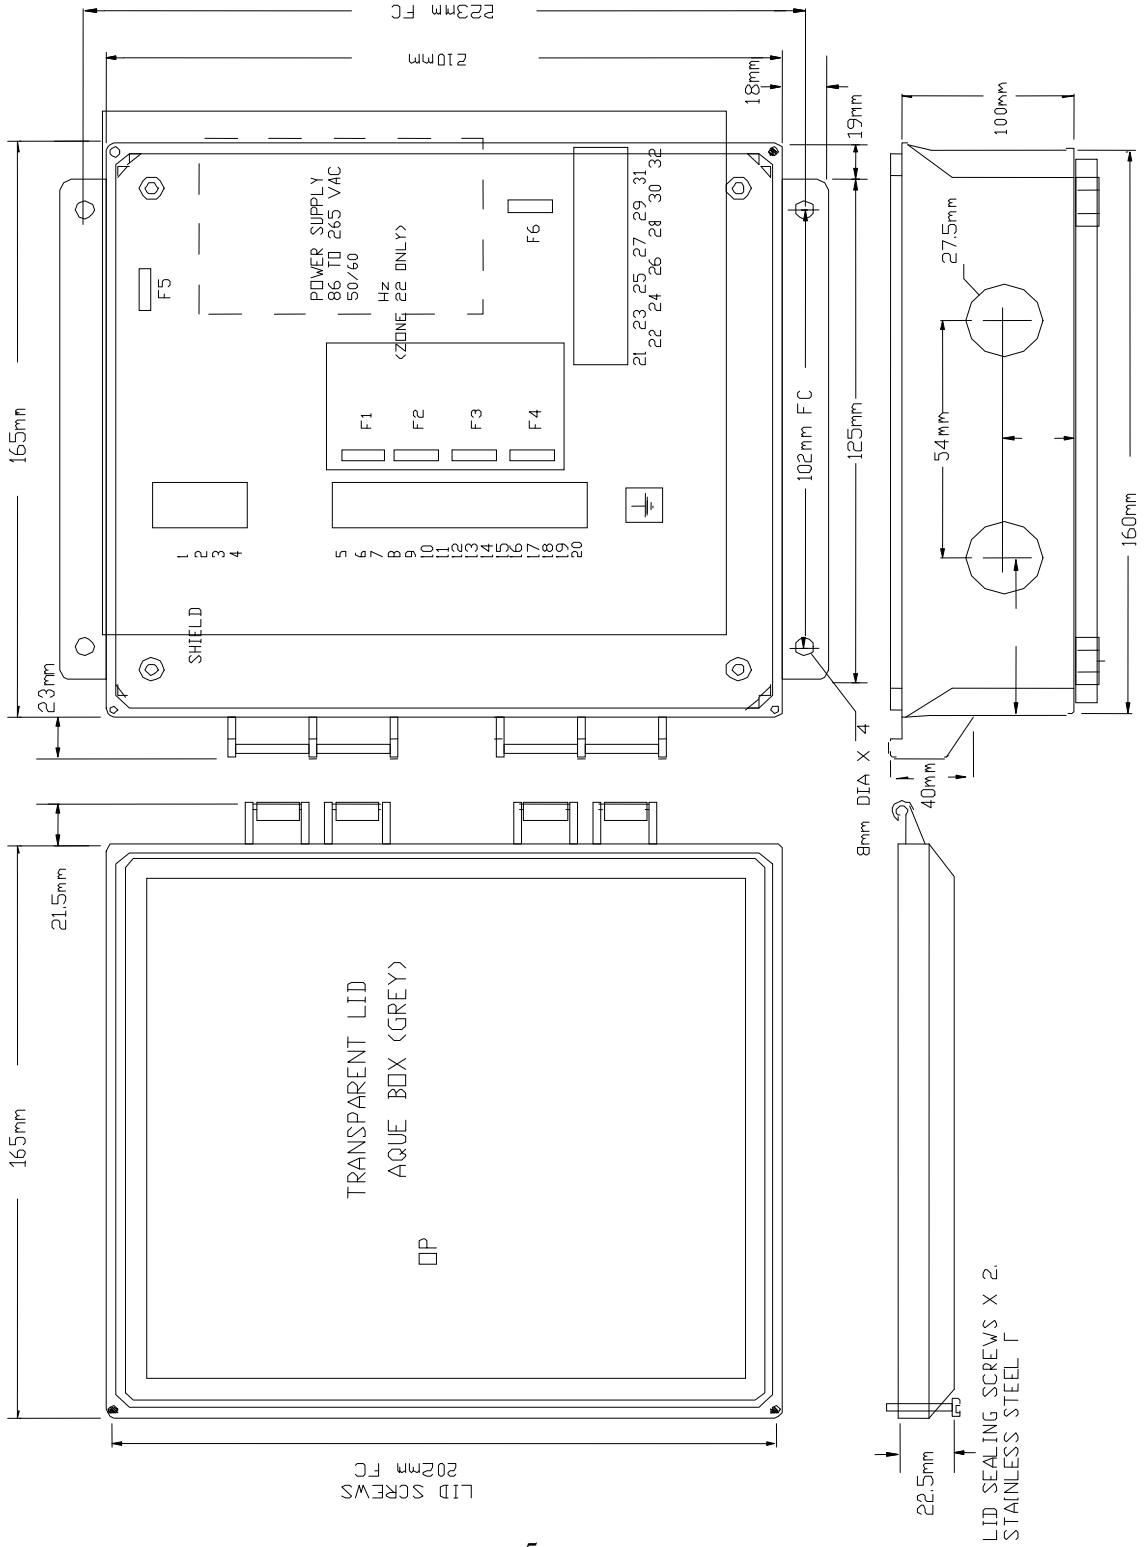 223mm FC
210mm
18mm
19mm
100mm
165mm
POWER SUPPLY
86 TO 265 VAC
50/60
Hz
<ZONE 22 ONLY>
F5
F6
F1
F2
F3
F4
21 23 25 27 29 31
22 24 26 28 30 32
27.5mm
54mm
102mm FC
125mm
160mm
1
2
3
4
5
6
7
8
9
10
11
12
13
14
15
16
17
18
19
20
SHIELD
23mm
8mm DIA X 4
40mm
21.5mm
165mm
TRANSPARENT LID
AQUE BOX <GREY>
OP
LID SCREWS
202mm FC
22.5mm
LID SEALING SCREWS X 2.
STAINLESS STEEL